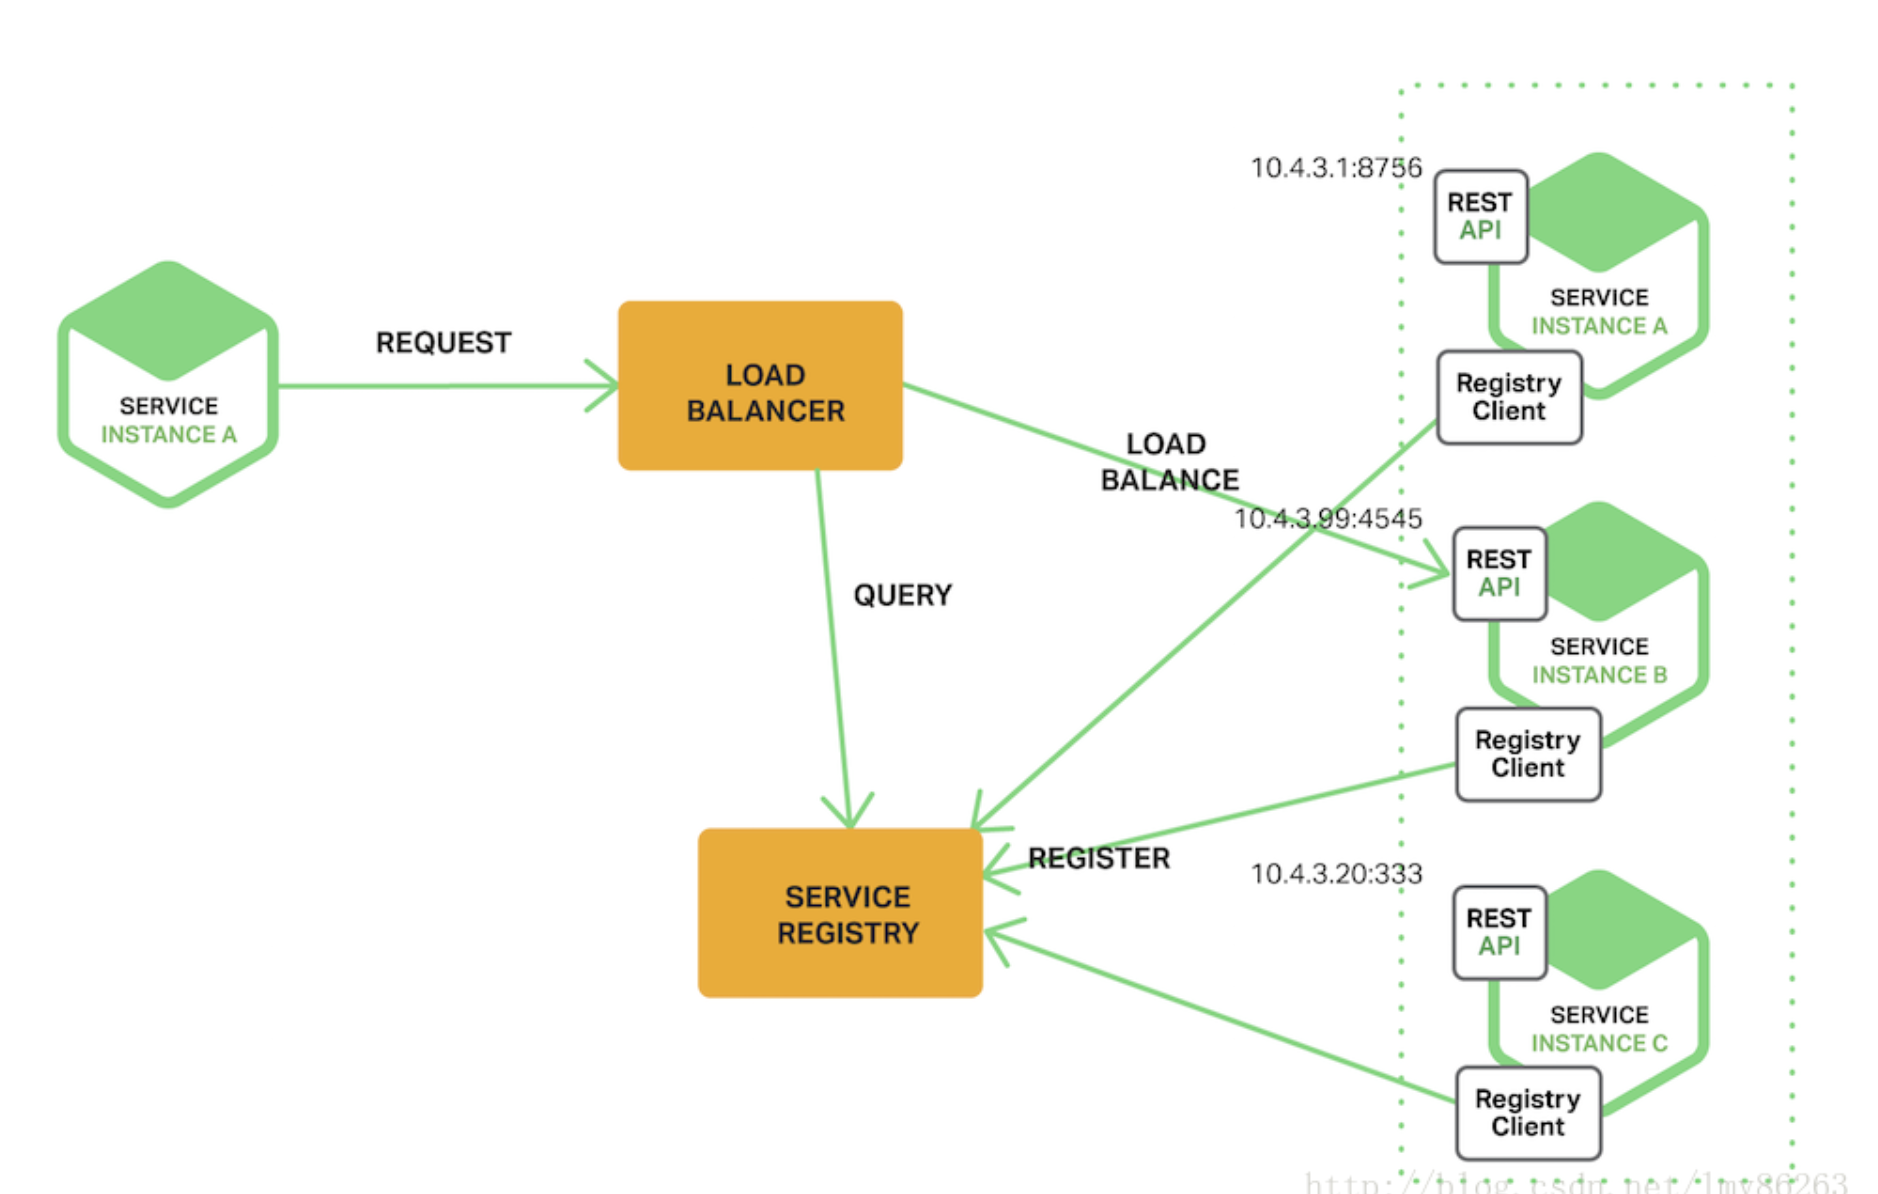 SERVICE
INSTANCE A
REQUEST
LOAD
BALANCER
QUERY
SERVICE
REGISTRY
LOAD
BALANCE
REGISTER
10.4.3.1:8756
REST
API
SERVICE
INSTANCE A
Registry
Client
10.4.3.99:4545
REST
API
SERVICE
INSTANCE B
Registry
Client
10.4.3.20:333
REST
API
SERVICE
INSTANCE C
Registry
Client
http://blog.csdn.net/lmy86263